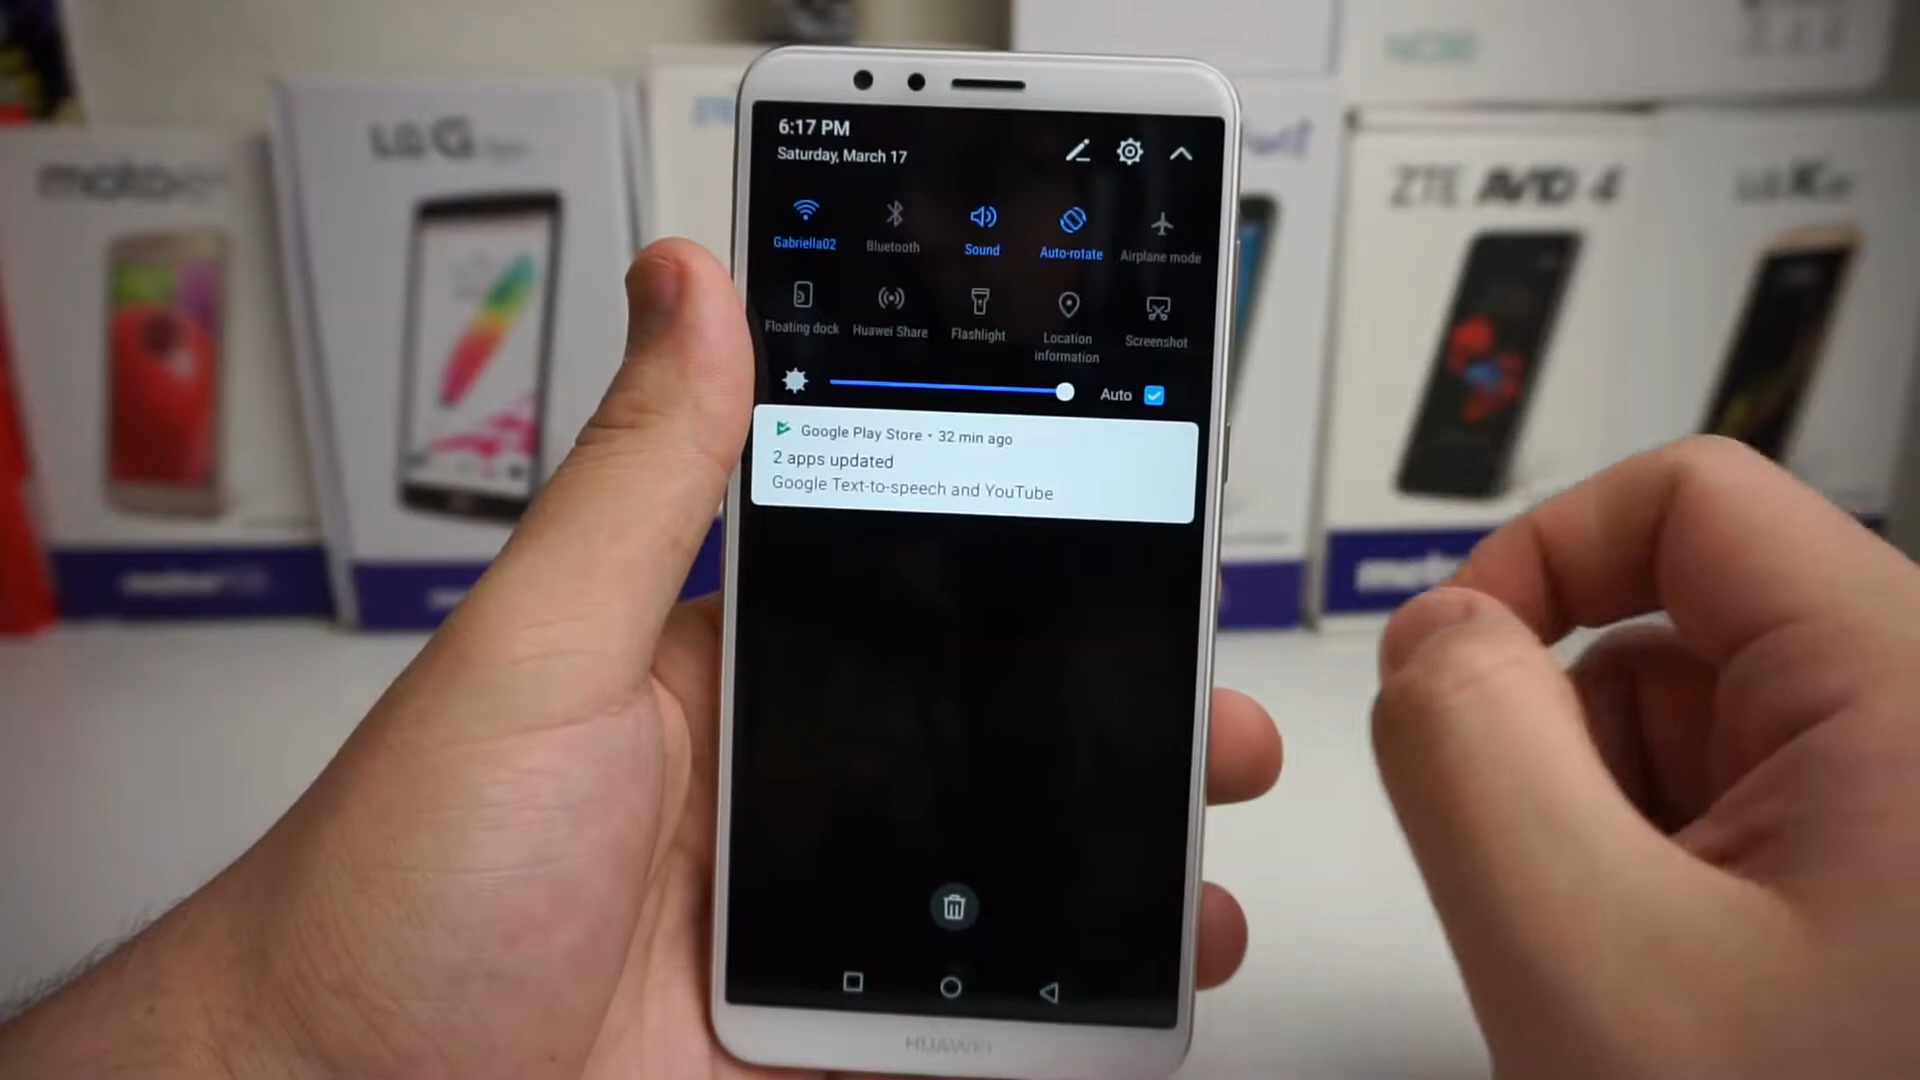 LG G
ZTE AVID 4
6:17 PM
Saturday, March 17
Gabriella02
Bluetooth
Sound
Auto-rotate
Airplane mode
Floating dock
Huawei Share
Flashlight
Location
information
Screenshot
Auto
Google Play Store • 32 min ago
2 apps updated
Google Text-to-speech and YouTube
HUAWEI